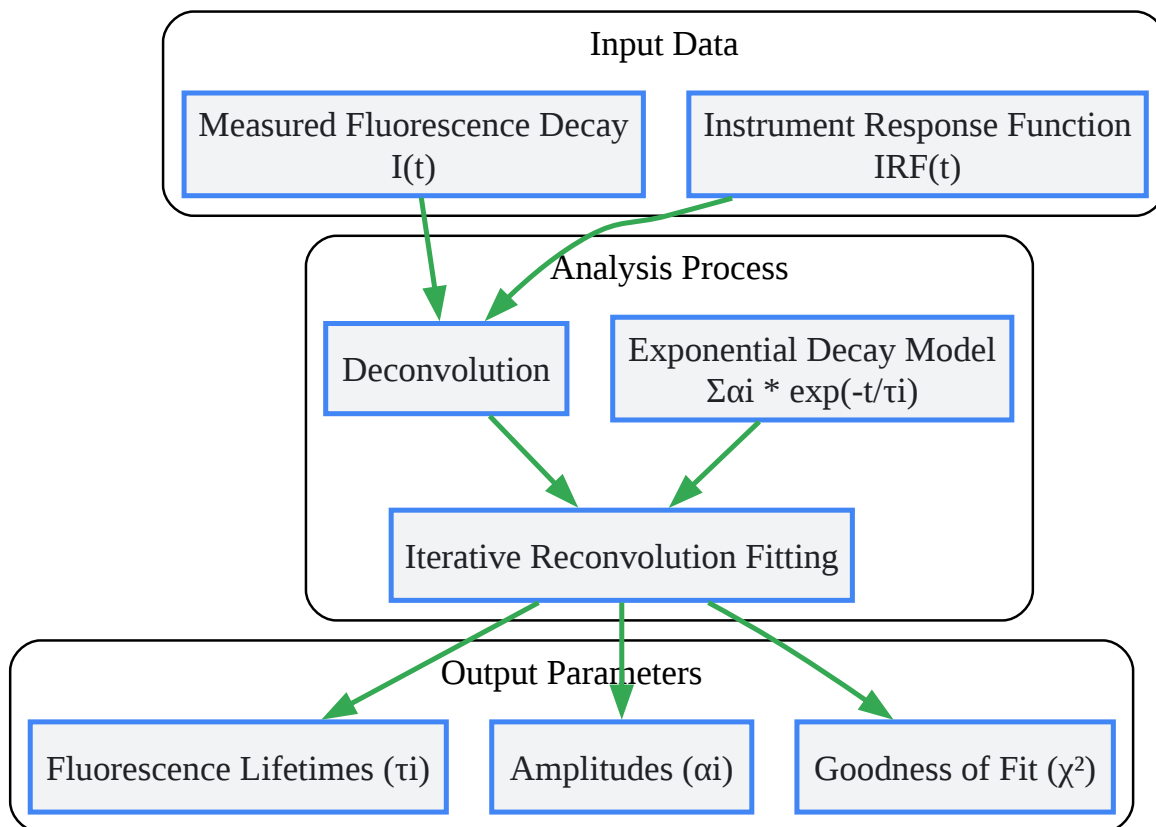 Input Data
Measured Fluorescence Decay
I(t)
Instrument Response Function
IRF(t)
Analysis Process
Deconvolution
Exponential Decay Model
Σαi * exp(-t/τi)
Iterative Reconvolution Fitting
Output Parameters
Fluorescence Lifetimes (τi)
Amplitudes (αi)
Goodness of Fit (χ²)